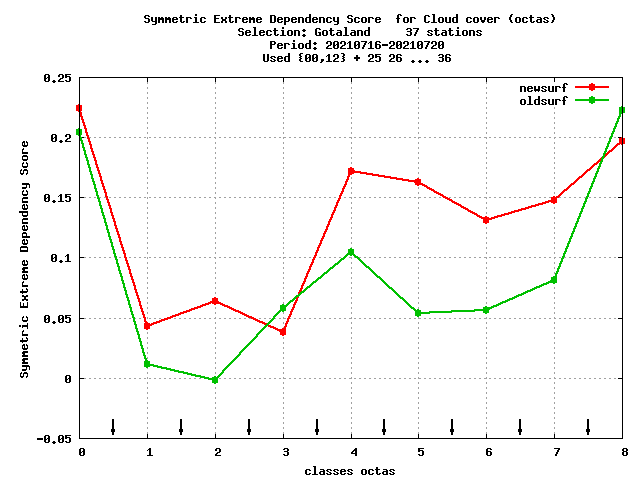 Symmetric Extreme Dependency Score  for Cloud cover (octas)
Selection: Gotaland     37 stations
Period: 20210716-20210720
Used {00,12} + 25 26 ... 36
newsurf
oldsurf
Symmetric Extreme Dependency Score
0.25
0.2
0.15
0.1
0.05
0
-0.05
0 1 2 3 4 5 6 7 8
classes octas